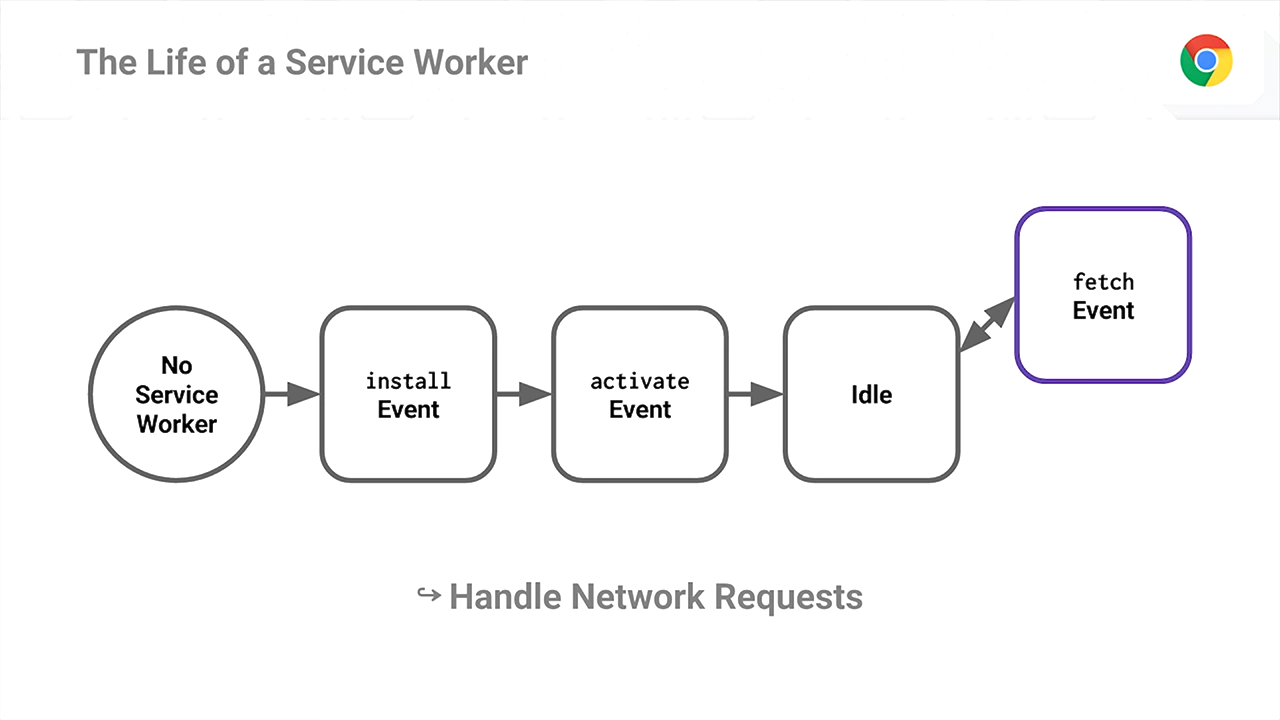 The Life of a Service Worker
No
Service
Worker
install
Event
activate
Event
Idle
fetch
Event
↪ Handle Network Requests